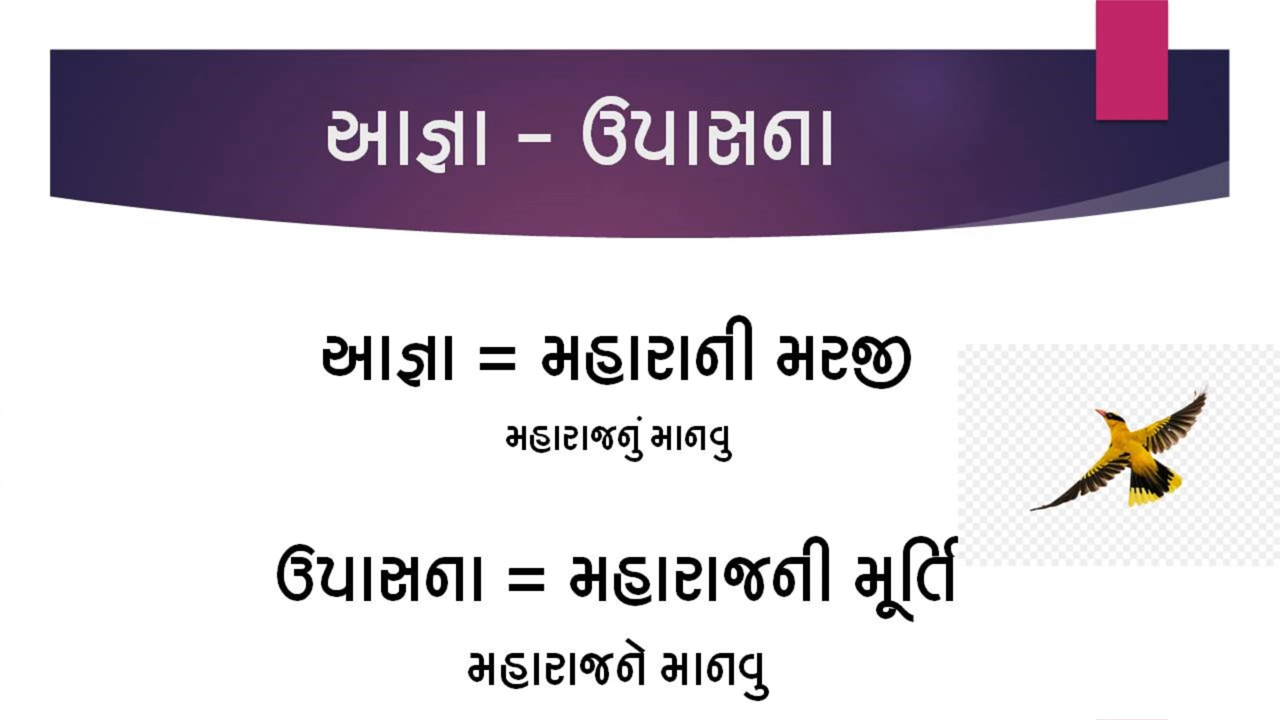 આજ્ઞા – ઉપાસના
આજ્ઞા = મહારાની મરજી
મહારાજનું માનવુ
ઉપાસના = મહારાજની મૂર્તિ
મહારાજને માનવુ